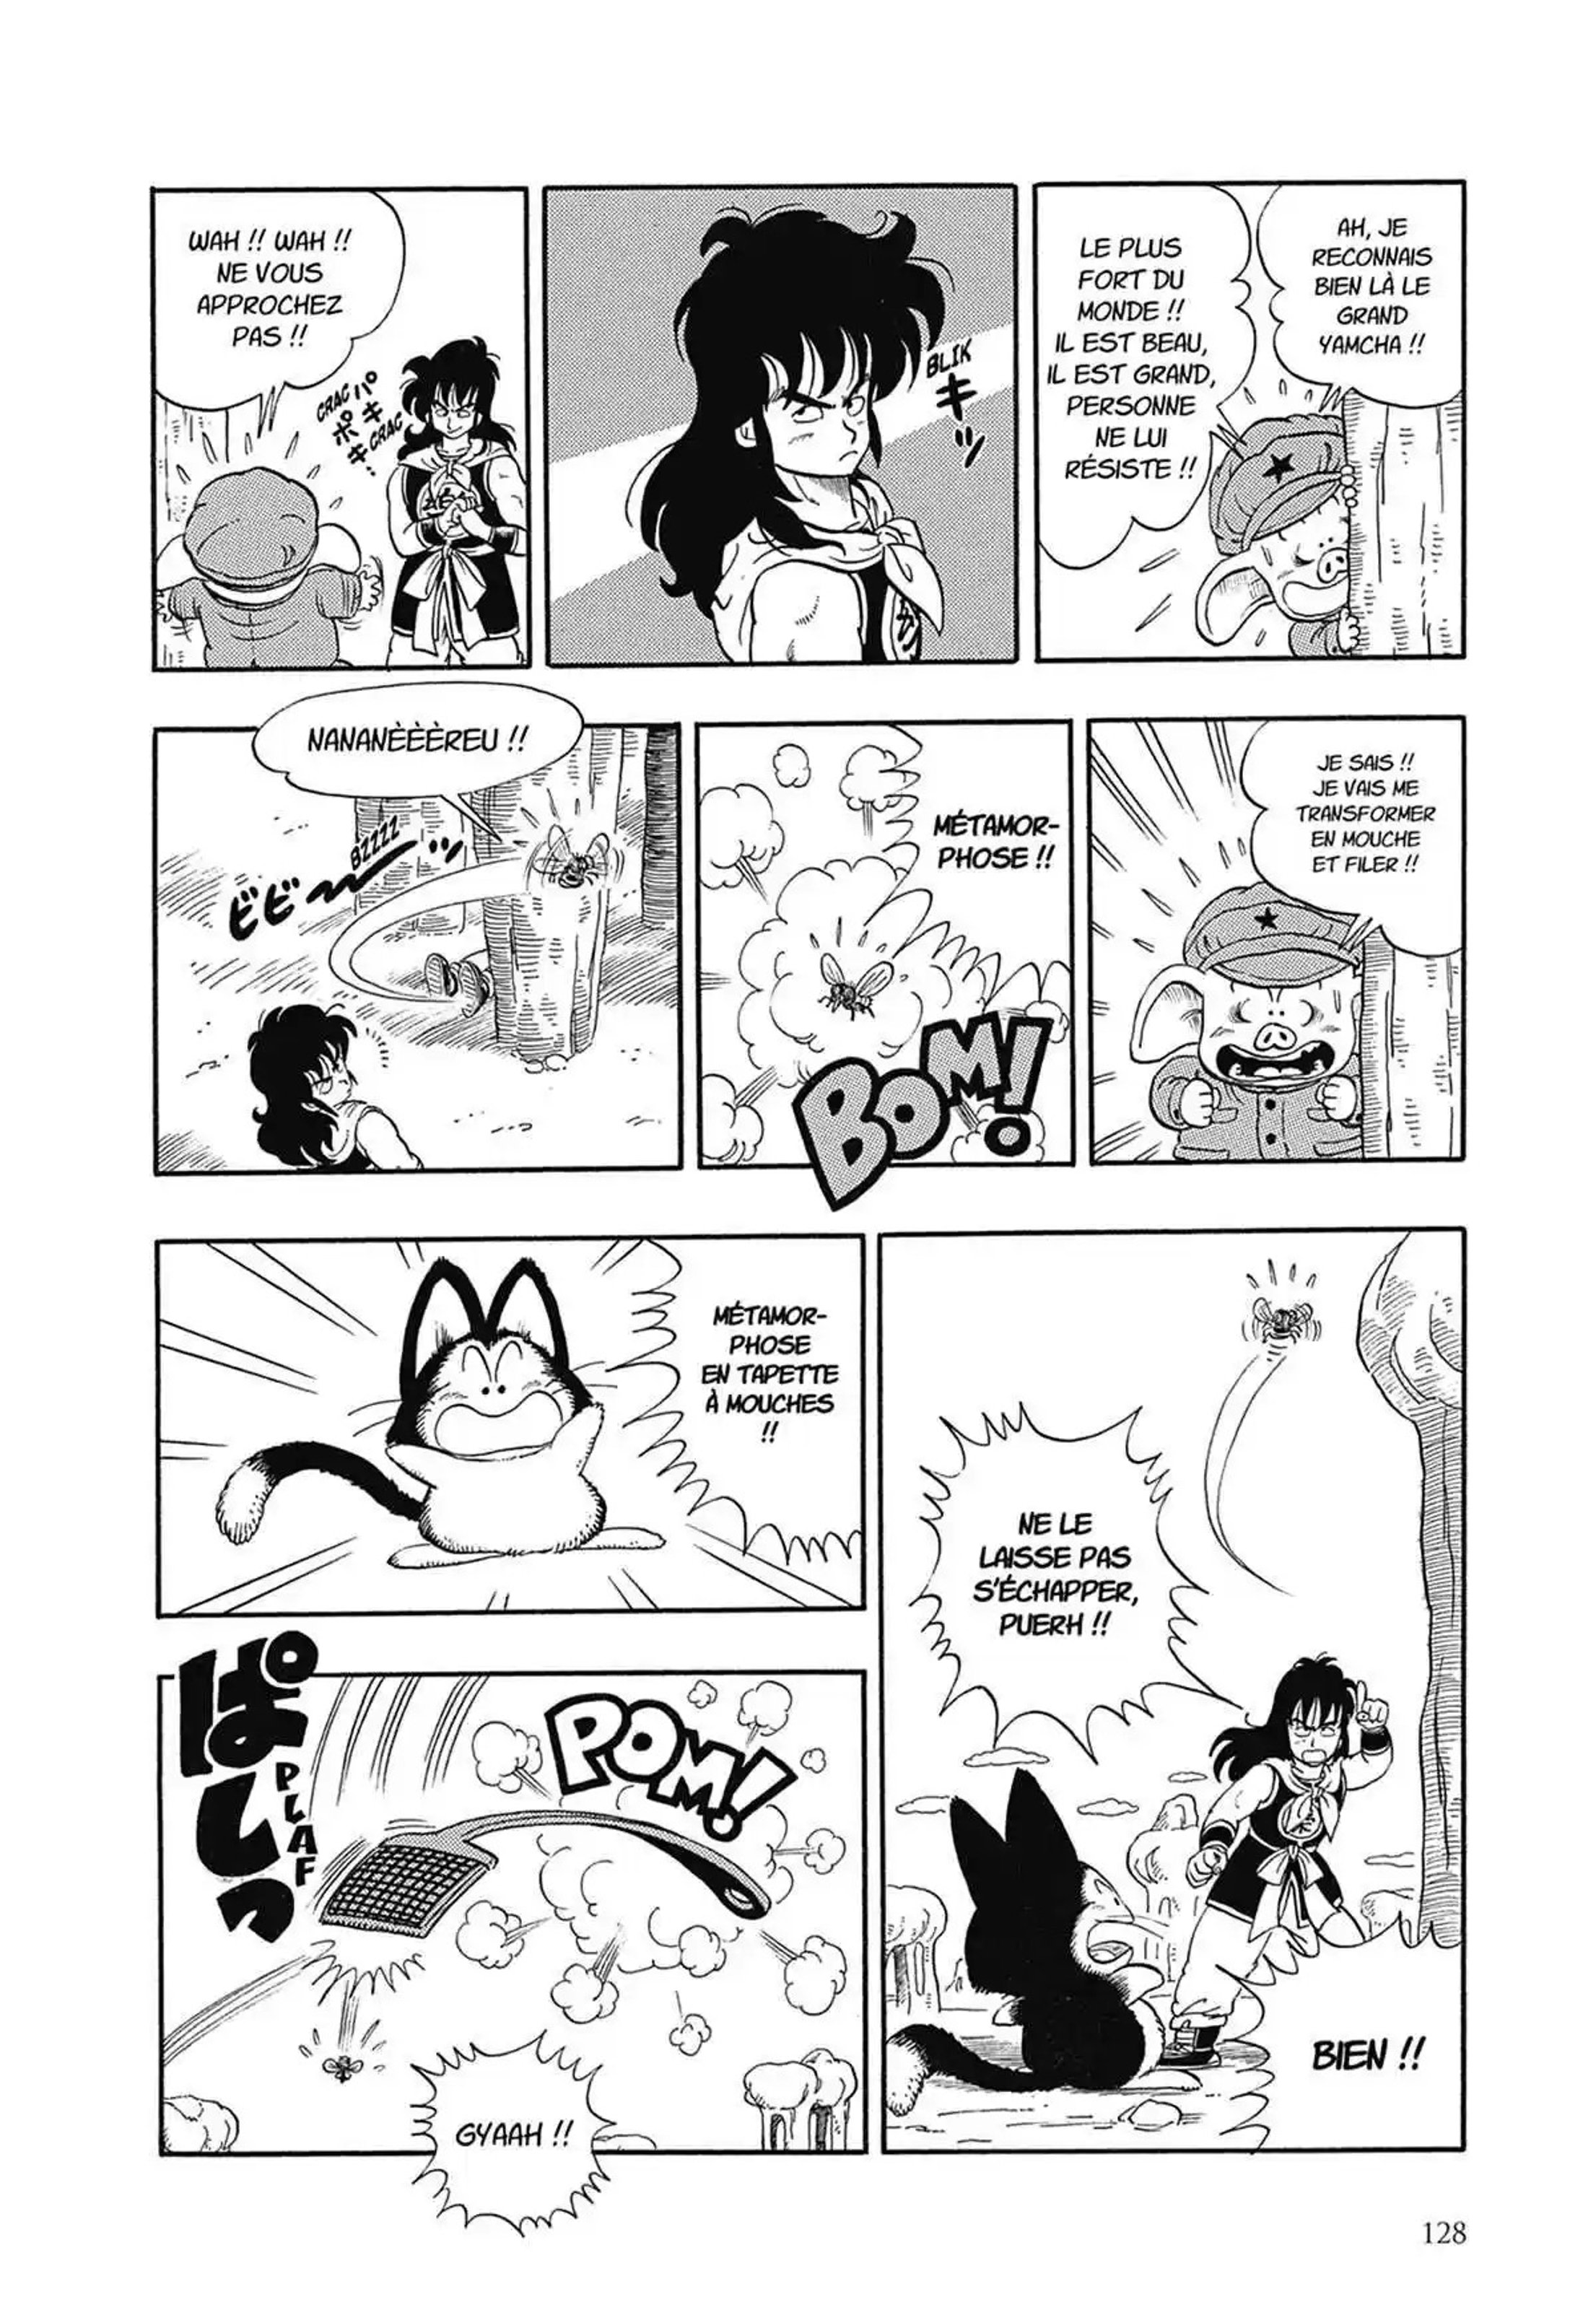 AH, JE
RECONNAIS
BIEN LÀ LE
GRAND
YAMCHA !!
LE PLUS
FORT DU
MONDE !!
IL EST BEAU,
IL EST GRAND,
PERSONNE
NE LUI
RÉSISTE !!
BLIK
キッ
WAH !! WAH !!
NE VOUS
APPROCHEZ
PAS !!
CRAC
CRAC
パキ
ポキ
JE SAIS !!
JE VAIS ME
TRANSFORMER
EN MOUCHE
ET FILER !!
MÉTAMOR-
PHOSE !!
BOM!
NANANÈÈÈREU !!
BZZZZ
ビビー
NE LE
LAISSE PAS
S'ÉCHAPPER,
PUERH !!
BIEN !!
MÉTAMOR-
PHOSE
EN TAPETTE
À MOUCHES
!!
POM!
ぱしっ
PLAF
GYAAH !!
128